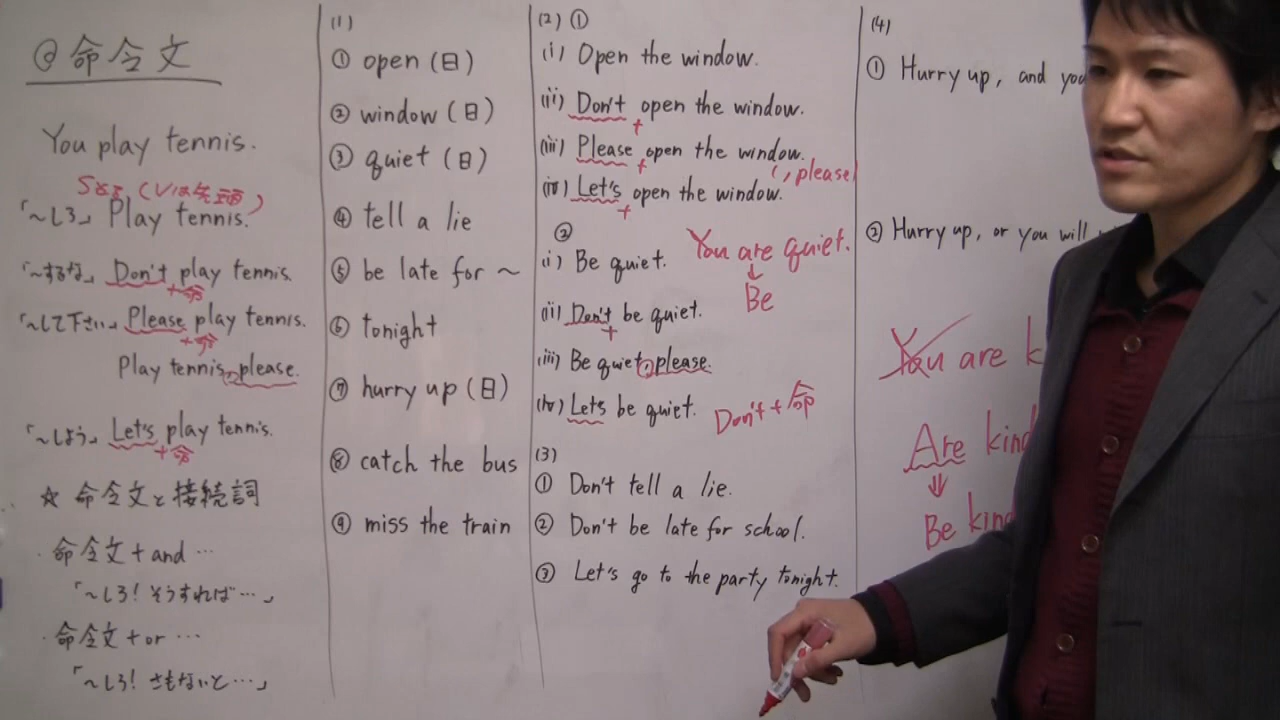 @ 命令文
You play tennis.
Sとる (Vは先頭)
「～しろ」 Play tennis.
「～するな」 Don't play tennis.
+命
「～して下さい」 Please play tennis.
+命
Play tennis, please.
「～しよう」 Let's play tennis.
+命
☆ 命令文と接続詞
・命令文 + and …
「～しろ! そうすれば…」
・命令文 + or …
「～しろ! さもないと…」
(1)
① open (日)
② window (日)
③ quiet (日)
④ tell a lie
⑤ be late for ～
⑥ tonight
⑦ hurry up (日)
⑧ catch the bus
⑨ miss the train
(2) ①
(i) Open the window.
(ii) Don't open the window.
+
(iii) Please open the window.
+
(, please)
(iv) Let's open the window.
+
②
(i) Be quiet.
You are quiet.
↓
Be
(ii) Don't be quiet.
+
(iii) Be quiet, please.
(iv) Let's be quiet.
Don't + 命
(3)
① Don't tell a lie.
② Don't be late for school.
③ Let's go to the party tonight.
(4)
① Hurry up, and you
② Hurry up, or you will
You are k
Are kind
⇓
Be kind